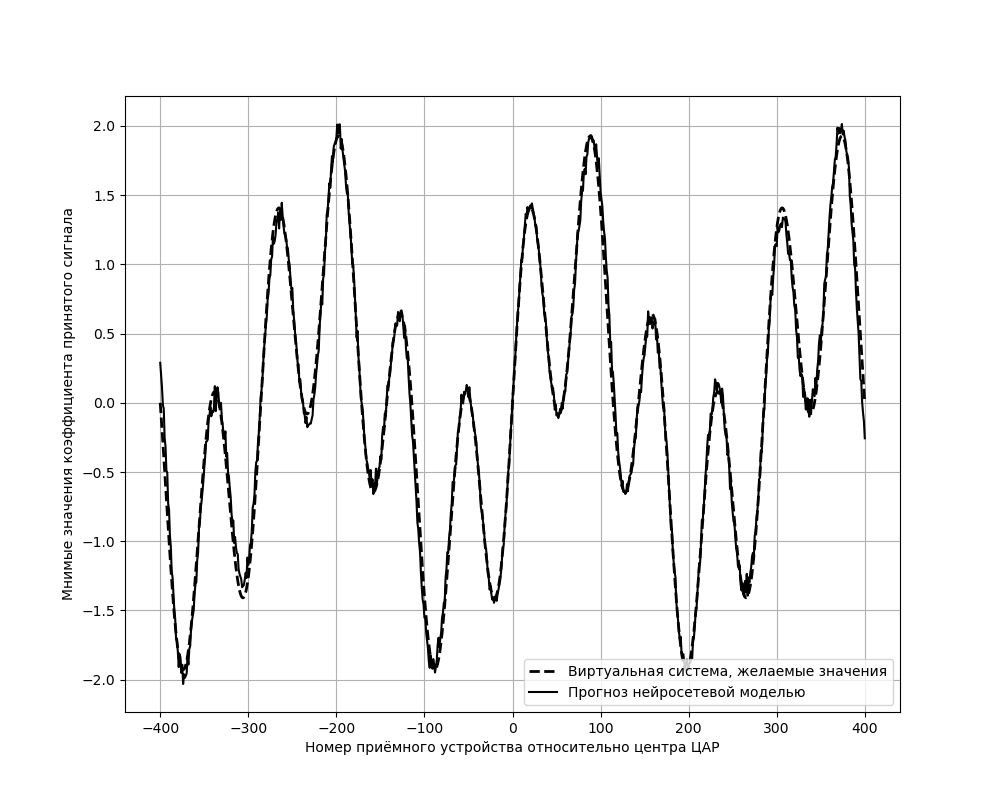 Мнимые значения коэффициента принятого сигнала
2.0
1.5
1.0
0.5
0.0
−0.5
−1.0
−1.5
−2.0
Виртуальная система, желаемые значения
Прогноз нейросетевой моделью
−400 −300 −200 −100 0 100 200 300 400
Номер приёмного устройства относительно центра ЦАР